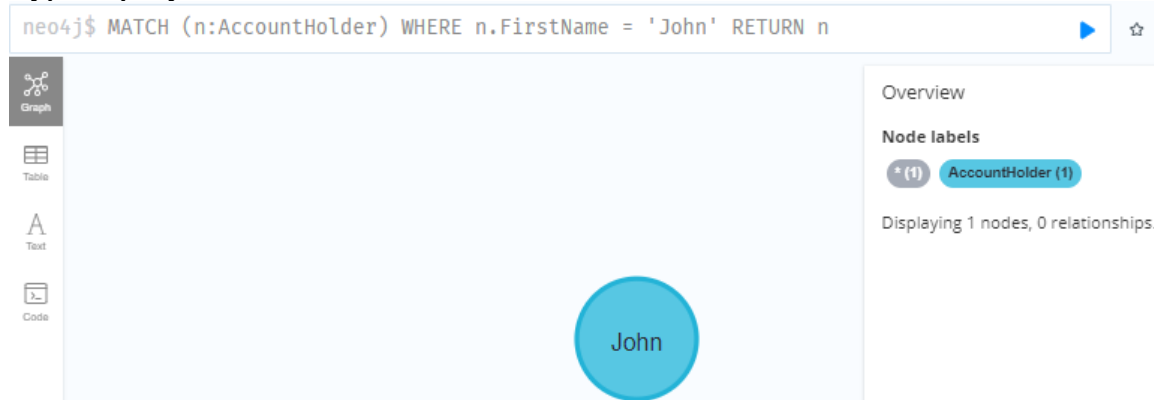 neo4j$ MATCH (n:AccountHolder) WHERE n.FirstName = 'John' RETURN n
Graph
Table
Text
Code
Overview
Node labels
* (1) AccountHolder (1)
Displaying 1 nodes, 0 relationships.
John